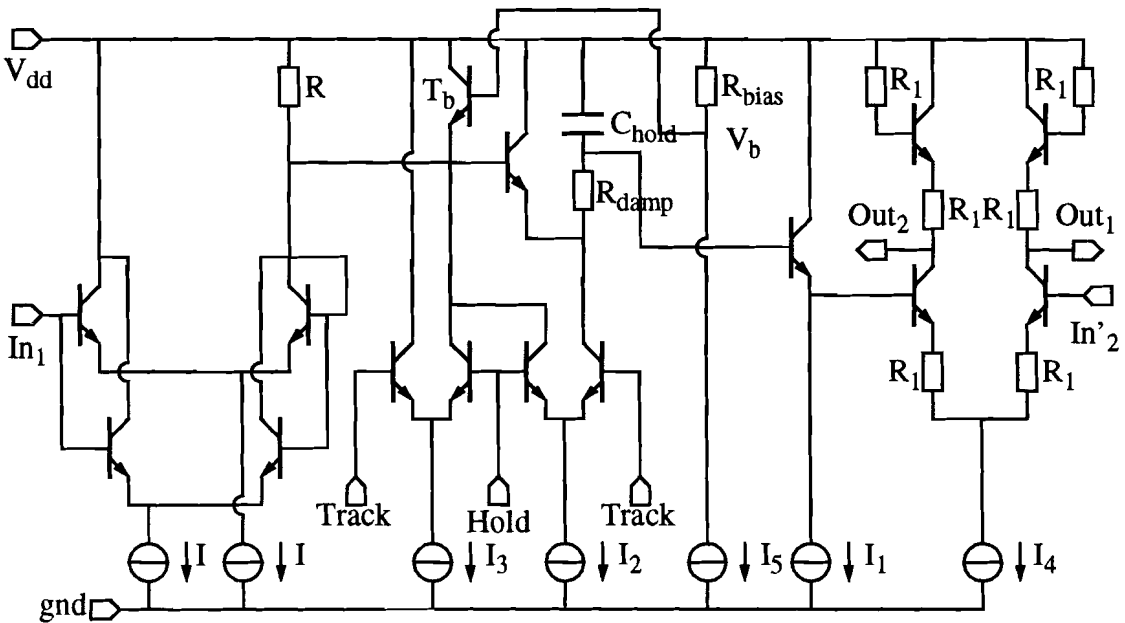 V_dd
R
T_b
C_hold
R_damp
R_bias
V_b
R_1
R_1
Out_2
R_1 R_1
Out_1
In_1
In'_2
R_1
R_1
Track
Hold
Track
I
I
I_3
I_2
I_5
I_1
I_4
gnd